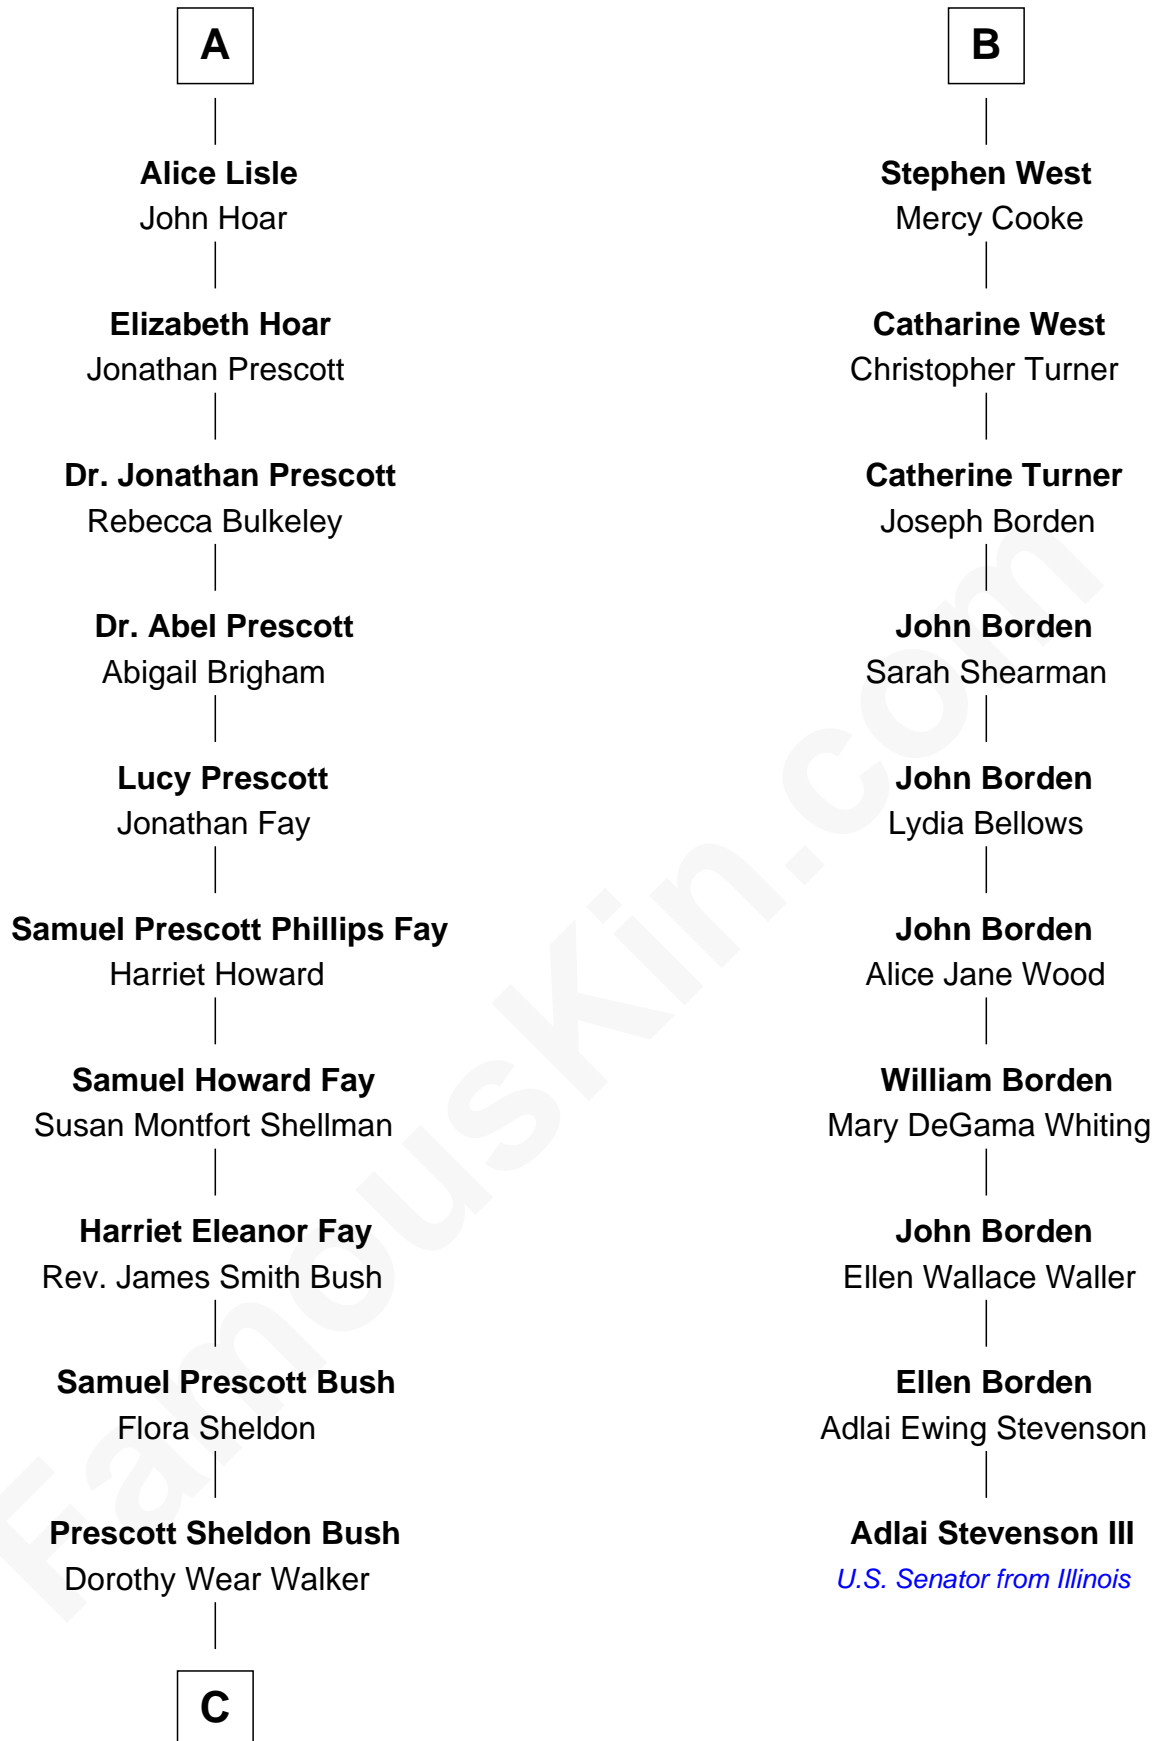 A
Alice Lisle
John Hoar
Elizabeth Hoar
Jonathan Prescott
Dr. Jonathan Prescott
Rebecca Bulkeley
Dr. Abel Prescott
Abigail Brigham
Lucy Prescott
Jonathan Fay
Samuel Prescott Phillips Fay
Harriet Howard
Samuel Howard Fay
Susan Montfort Shellman
Harriet Eleanor Fay
Rev. James Smith Bush
Samuel Prescott Bush
Flora Sheldon
Prescott Sheldon Bush
Dorothy Wear Walker
C
B
Stephen West
Mercy Cooke
Catharine West
Christopher Turner
Catherine Turner
Joseph Borden
John Borden
Sarah Shearman
John Borden
Lydia Bellows
John Borden
Alice Jane Wood
William Borden
Mary DeGama Whiting
John Borden
Ellen Wallace Waller
Ellen Borden
Adlai Ewing Stevenson
Adlai Stevenson III
U.S. Senator from Illinois
FamousKin.com